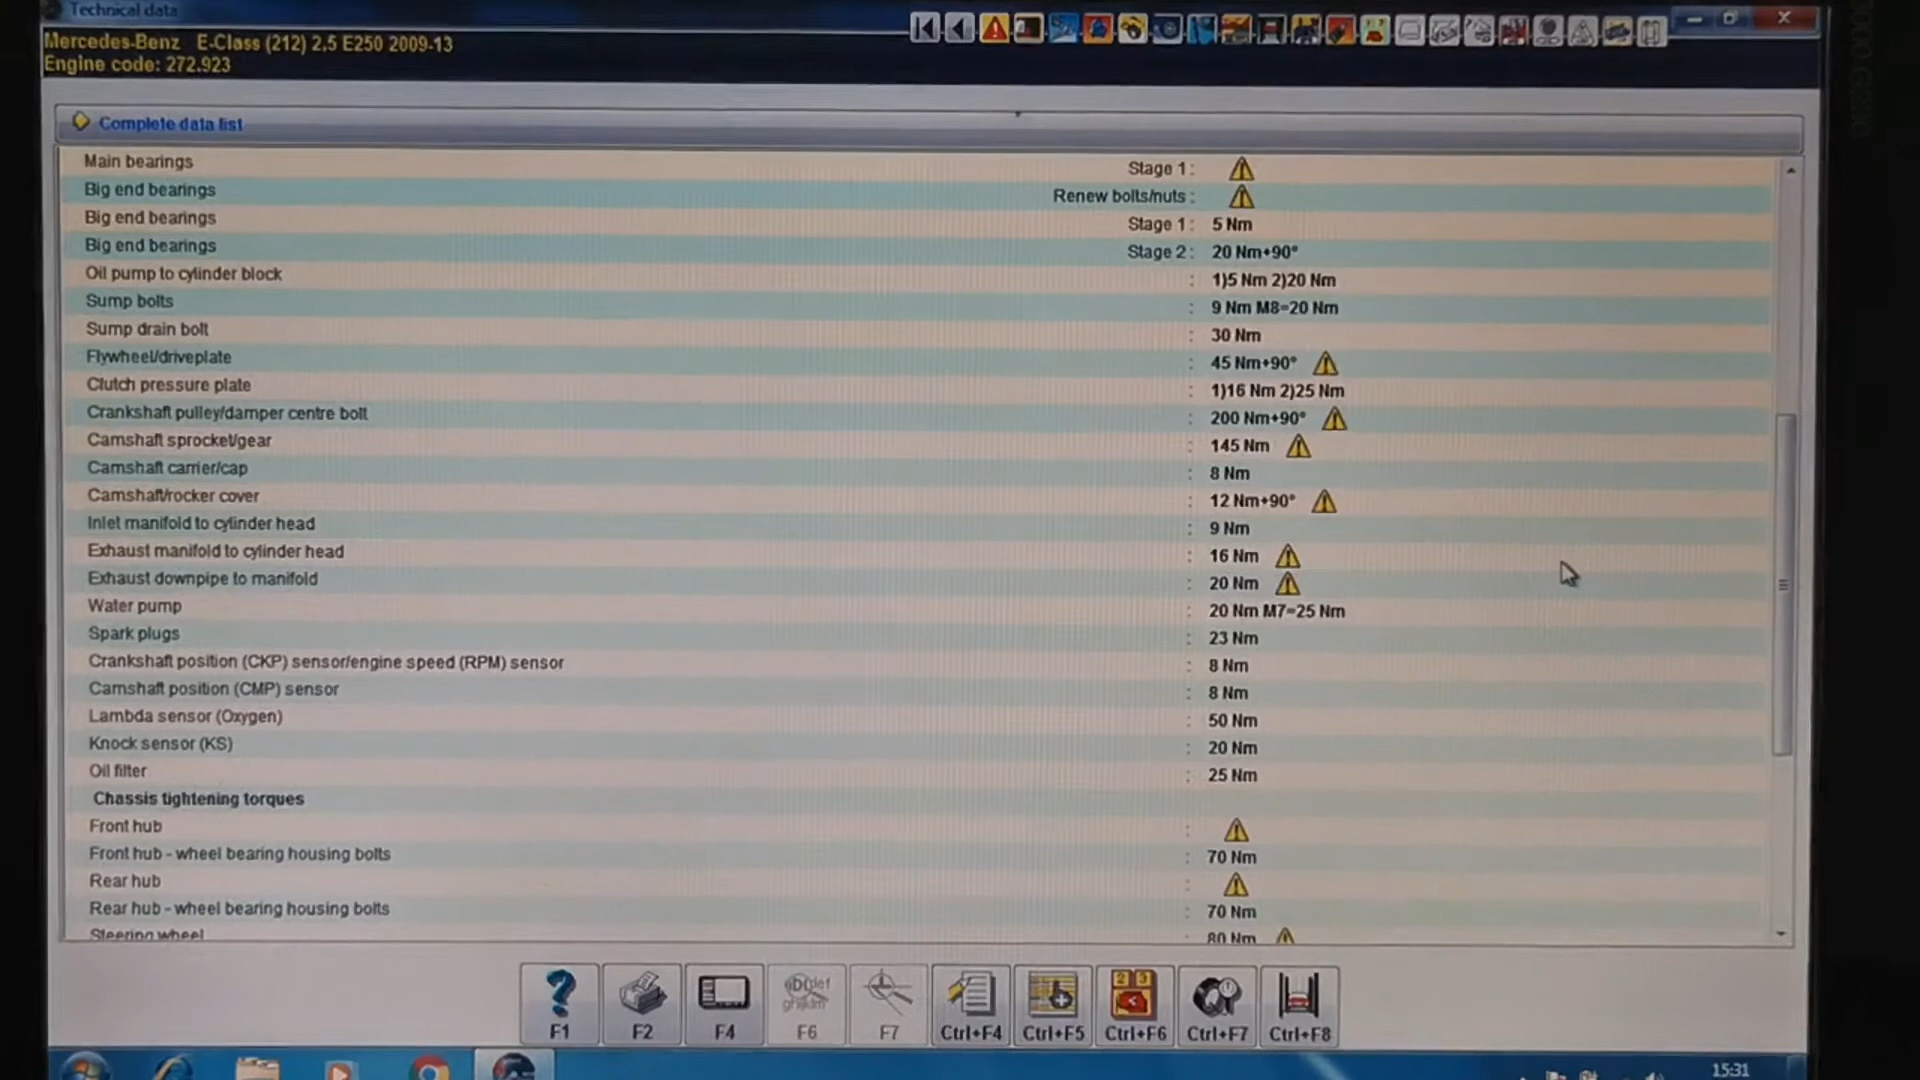 Technical data
Mercedes-Benz E-Class (212) 2,5 E250 2009-13
Engine code: 272.923
Complete data list
Main bearings Stage 1 :
Big end bearings Renew bolts/nuts :
Big end bearings Stage 1 : 5 Nm
Big end bearings Stage 2 : 20 Nm+90°
Oil pump to cylinder block : 1)5 Nm 2)20 Nm
Sump bolts : 9 Nm M8=20 Nm
Sump drain bolt : 30 Nm
Flywheel/driveplate : 45 Nm+90°
Clutch pressure plate : 1)16 Nm 2)25 Nm
Crankshaft pulley/damper centre bolt : 200 Nm+90°
Camshaft sprocket/gear : 145 Nm
Camshaft carrier/cap : 8 Nm
Camshaft/rocker cover : 12 Nm+90°
Inlet manifold to cylinder head : 9 Nm
Exhaust manifold to cylinder head : 16 Nm
Exhaust downpipe to manifold : 20 Nm
Water pump : 20 Nm M7=25 Nm
Spark plugs : 23 Nm
Crankshaft position (CKP) sensor/engine speed (RPM) sensor : 8 Nm
Camshaft position (CMP) sensor : 8 Nm
Lambda sensor (Oxygen) : 50 Nm
Knock sensor (KS) : 20 Nm
Oil filter : 25 Nm
Chassis tightening torques
Front hub :
Front hub - wheel bearing housing bolts : 70 Nm
Rear hub :
Rear hub - wheel bearing housing bolts : 70 Nm
Steering wheel : 80 Nm
F1 F2 F4 F6 F7 Ctrl+F4 Ctrl+F5 Ctrl+F6 Ctrl+F7 Ctrl+F8
15:31